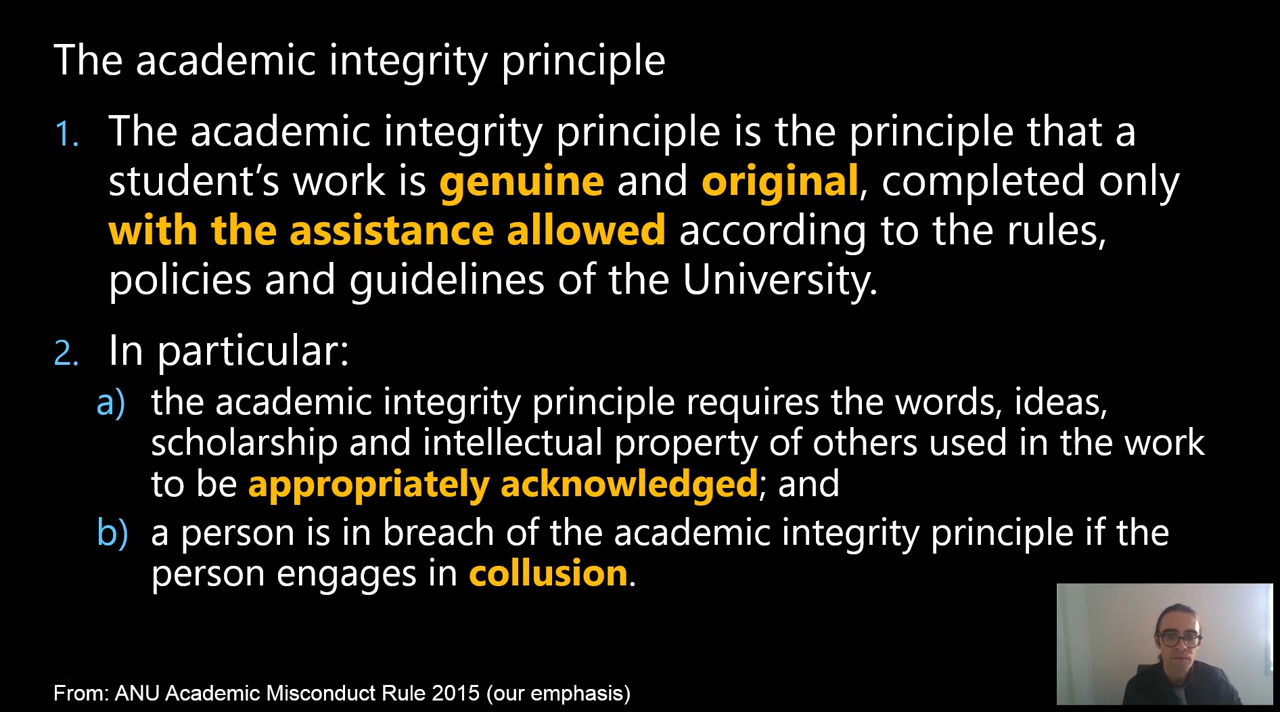 The academic integrity principle
1. The academic integrity principle is the principle that a
student’s work is genuine and original, completed only
with the assistance allowed according to the rules,
policies and guidelines of the University.
2. In particular:
a) the academic integrity principle requires the words, ideas,
scholarship and intellectual property of others used in the work
to be appropriately acknowledged; and
b) a person is in breach of the academic integrity principle if the
person engages in collusion.
From: ANU Academic Misconduct Rule 2015 (our emphasis)